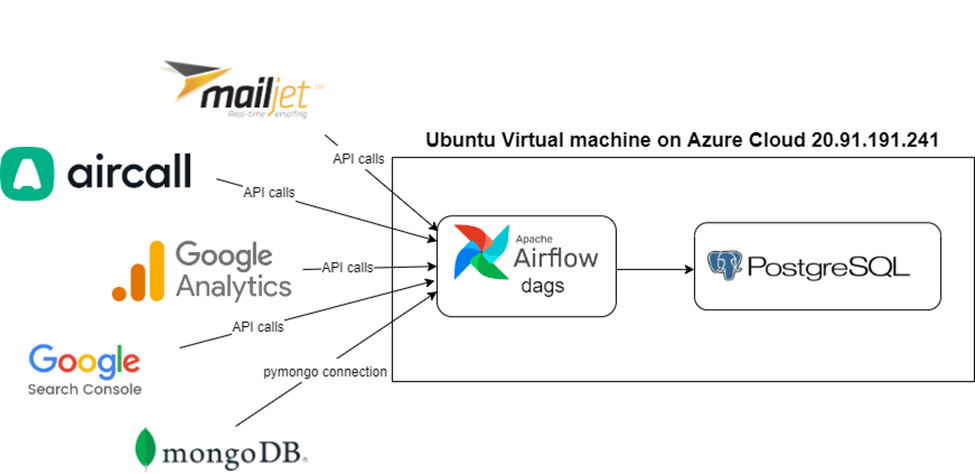 mailjet™
Real-time emailing
Ubuntu Virtual machine on Azure Cloud 20.91.191.241
API calls
aircall
API calls
Apache
Airflow
dags
PostgreSQL
Google
Analytics
API calls
API calls
Google
Search Console
pymongo connection
mongoDB®